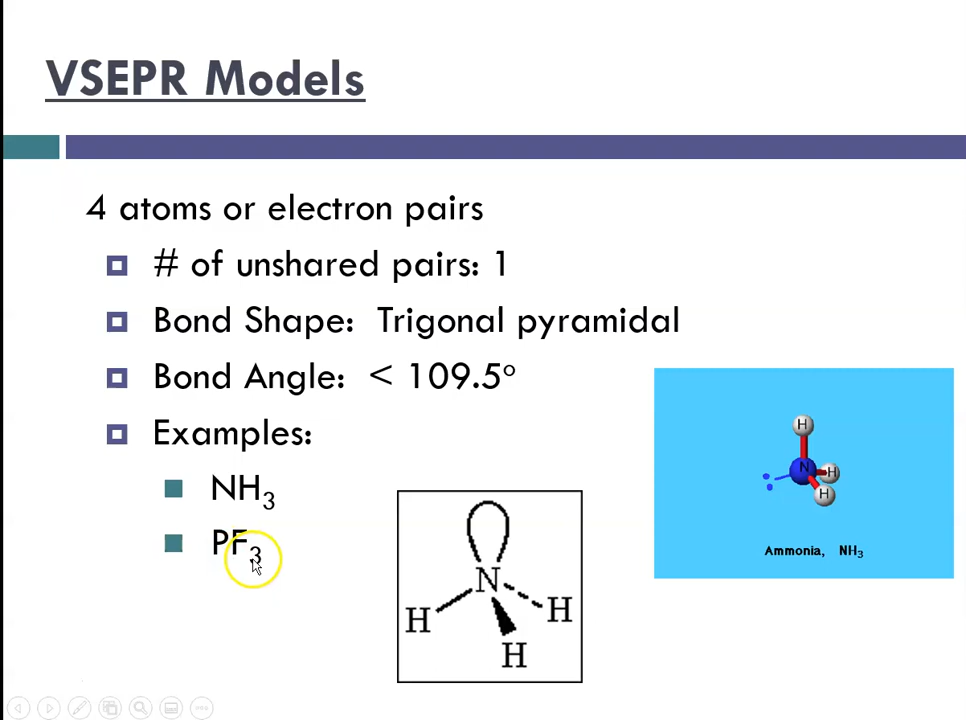 VSEPR Models
4 atoms or electron pairs
# of unshared pairs: 1
Bond Shape: Trigonal pyramidal
Bond Angle: < 109.5°
Examples:
NH₃
PF₃
N
H
H
H
H
N
H
H
Ammonia, NH₃